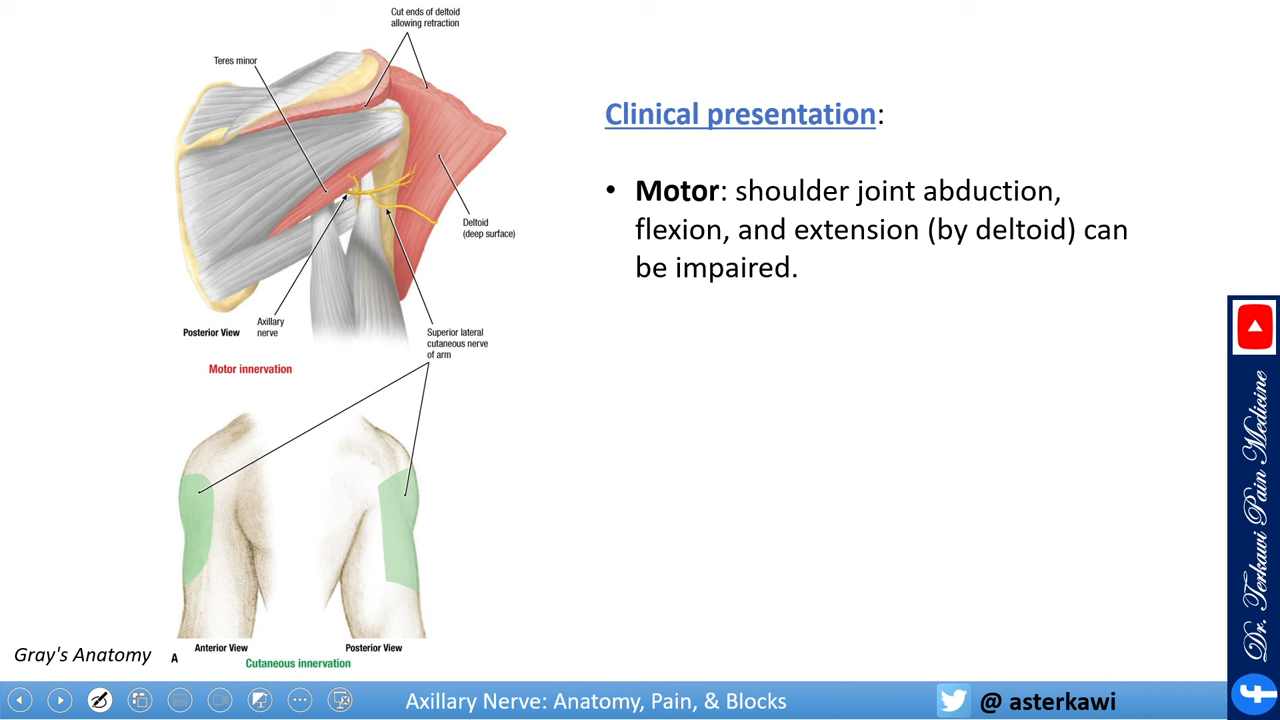 Cut ends of deltoid
allowing retraction
Teres minor
Deltoid
(deep surface)
Axillary
nerve
Posterior View
Superior lateral
cutaneous nerve
of arm
Motor innervation
Anterior View
Posterior View
Cutaneous innervation
Gray's Anatomy
A
Clinical presentation:
• Motor: shoulder joint abduction,
flexion, and extension (by deltoid) can
be impaired.
Dr. Terkawi Pain Medicine
Axillary Nerve: Anatomy, Pain, & Blocks
@ asterkawi